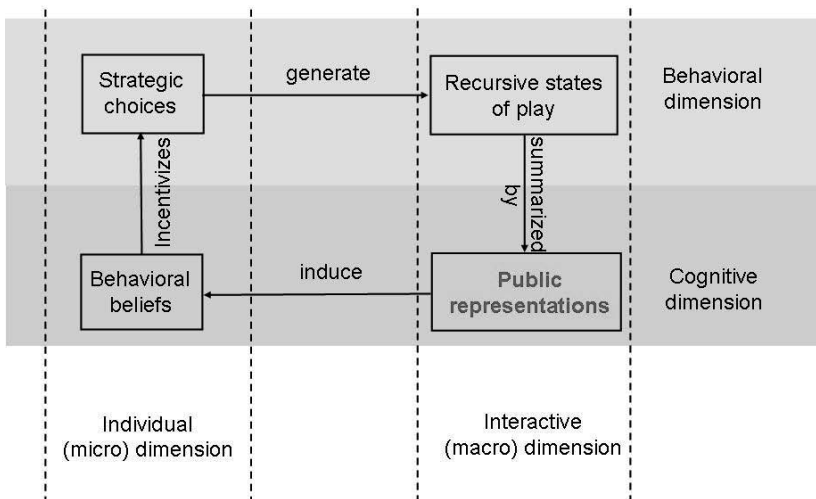 Strategic
choices
generate
Recursive states
of play
Behavioral
dimension
Incentivizes
summarized
by
Behavioral
beliefs
induce
Public
representations
Cognitive
dimension
Individual
(micro) dimension
Interactive
(macro) dimension